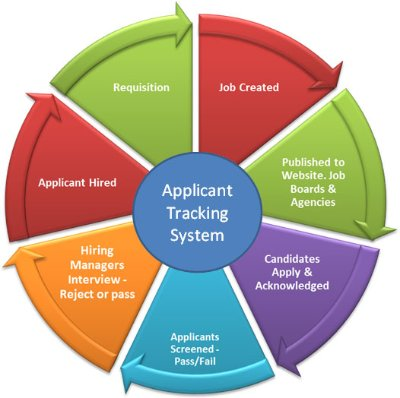 Requisition
Job Created
Published to
Website. Job
Boards &
Agencies
Candidates
Apply &
Acknowledged
Applicants
Screened -
Pass/Fail
Hiring
Managers
Interview -
Reject or pass
Applicant Hired
Applicant
Tracking
System